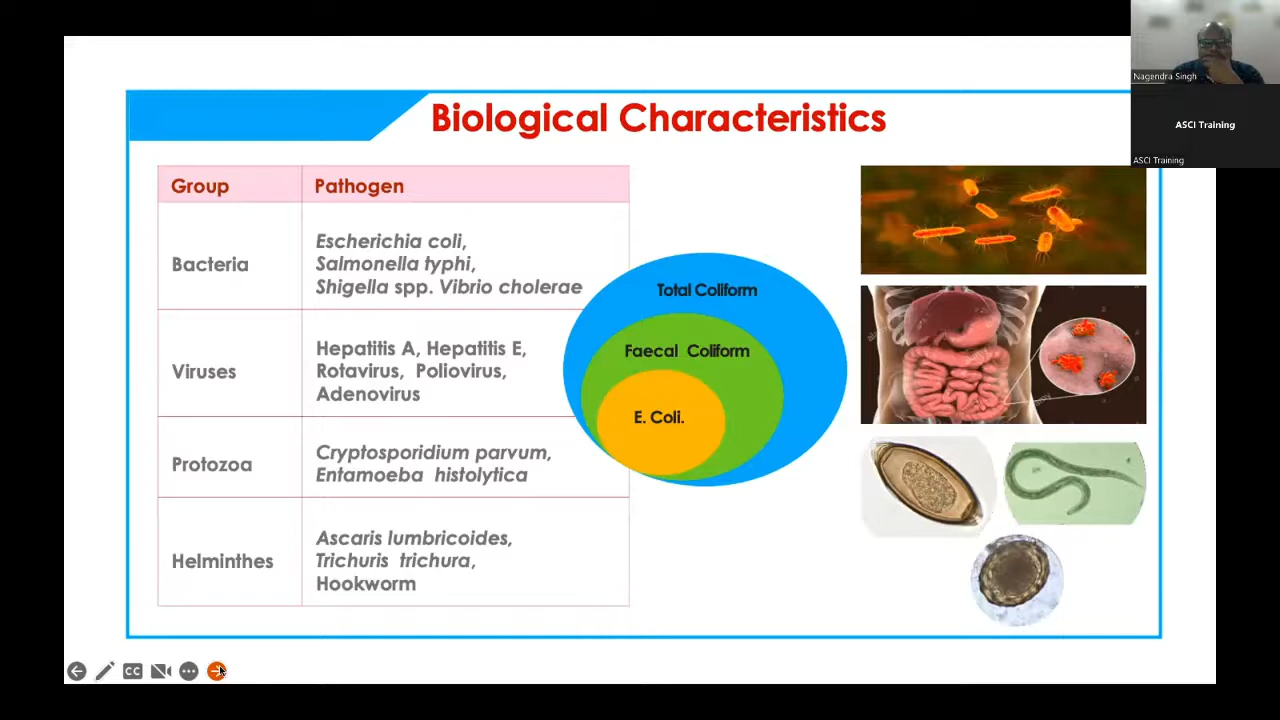 Biological Characteristics
Group
Pathogen
Bacteria
Escherichia coli,
Salmonella typhi,
Shigella spp. Vibrio cholerae
Viruses
Hepatitis A, Hepatitis E,
Rotavirus, Poliovirus,
Adenovirus
Protozoa
Cryptosporidium parvum,
Entamoeba histolytica
Helminthes
Ascaris lumbricoides,
Trichuris trichura,
Hookworm
Total Coliform
Faecal Coliform
E. Coli.
Nagendra Singh
ASCI Training
ASCI Training
CC